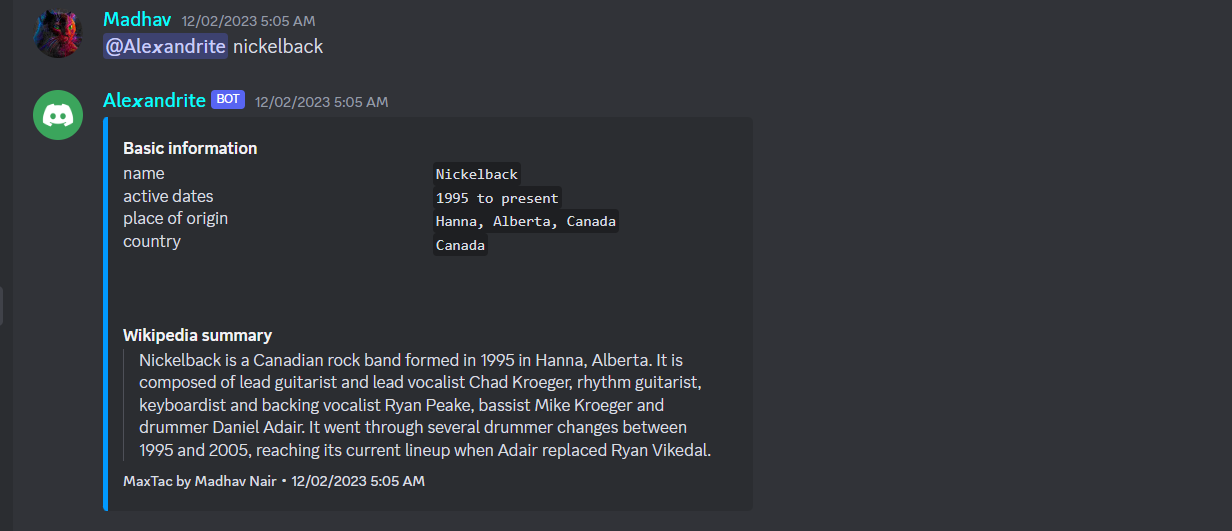 Madhav 12/02/2023 5:05 AM
@Alexandrite nickelback
Alexandrite BOT 12/02/2023 5:05 AM
Basic information
name Nickelback
active dates 1995 to present
place of origin Hanna, Alberta, Canada
country Canada
Wikipedia summary
Nickelback is a Canadian rock band formed in 1995 in Hanna, Alberta. It is
composed of lead guitarist and lead vocalist Chad Kroeger, rhythm guitarist,
keyboardist and backing vocalist Ryan Peake, bassist Mike Kroeger and
drummer Daniel Adair. It went through several drummer changes between
1995 and 2005, reaching its current lineup when Adair replaced Ryan Vikedal.
MaxTac by Madhav Nair • 12/02/2023 5:05 AM